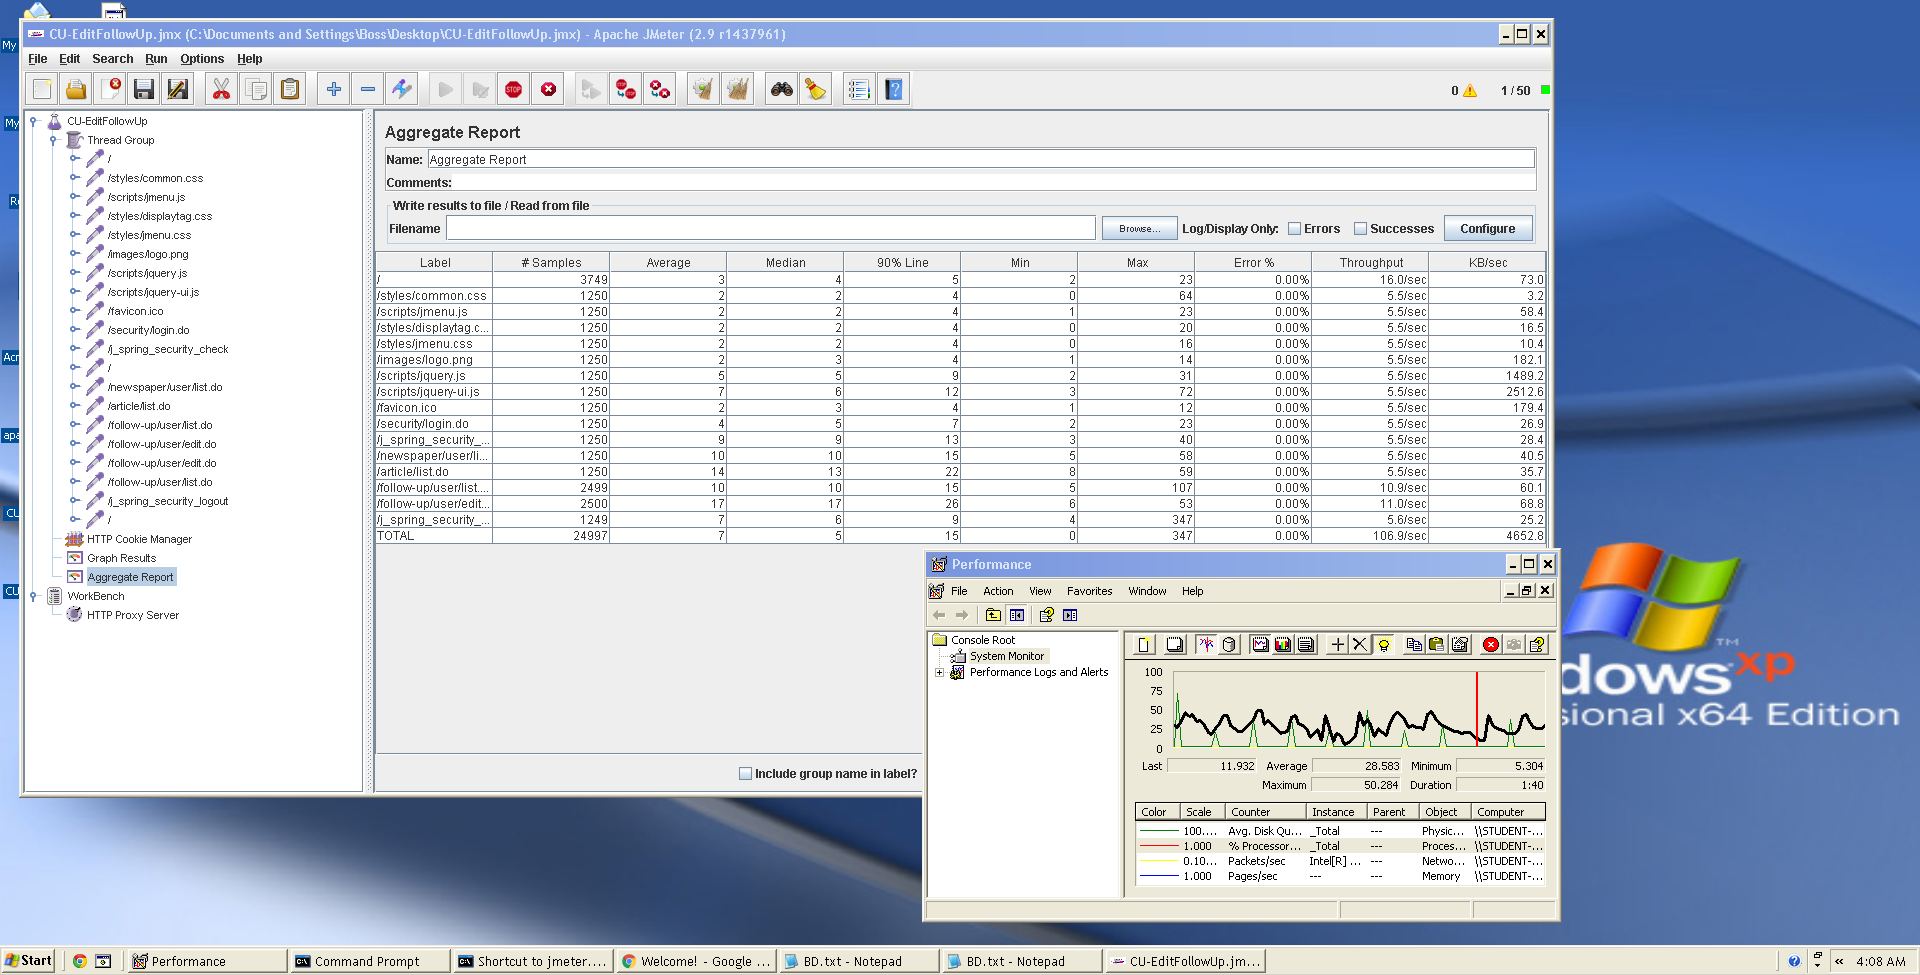 CU-EditFollowUp.jmx (C:\Documents and Settings\Boss\Desktop\CU-EditFollowUp.jmx) - Apache JMeter (2.9 r1437961)
File Edit Search Run Options Help
0 1 / 50
CU-EditFollowUp
Thread Group
/
/styles/common.css
/scripts/jmenu.js
/styles/displaytag.css
/styles/jmenu.css
/images/logo.png
/scripts/jquery.js
/scripts/jquery-ui.js
/favicon.ico
/security/login.do
/j_spring_security_check
/
/newspaper/user/list.do
/article/list.do
/follow-up/user/list.do
/follow-up/user/edit.do
/follow-up/user/edit.do
/follow-up/user/list.do
/j_spring_security_logout
/
HTTP Cookie Manager
Graph Results
Aggregate Report
WorkBench
HTTP Proxy Server
Aggregate Report
Name: Aggregate Report
Comments:
Write results to file / Read from file
Filename Browse... Log/Display Only: Errors Successes Configure
Label # Samples Average Median 90% Line Min Max Error % Throughput KB/sec
/ 3749 3 4 5 2 23 0.00% 16.0/sec 73.0
/styles/common.css 1250 2 2 4 0 64 0.00% 5.5/sec 3.2
/scripts/jmenu.js 1250 2 2 4 1 23 0.00% 5.5/sec 58.4
/styles/displaytag.c... 1250 2 2 4 0 20 0.00% 5.5/sec 16.5
/styles/jmenu.css 1250 2 2 4 0 16 0.00% 5.5/sec 10.4
/images/logo.png 1250 2 3 4 1 14 0.00% 5.5/sec 182.1
/scripts/jquery.js 1250 5 5 9 2 31 0.00% 5.5/sec 1489.2
/scripts/jquery-ui.js 1250 7 6 12 3 72 0.00% 5.5/sec 2512.6
/favicon.ico 1250 2 3 4 1 12 0.00% 5.5/sec 179.4
/security/login.do 1250 4 5 7 2 23 0.00% 5.5/sec 26.9
/j_spring_security_... 1250 9 9 13 3 40 0.00% 5.5/sec 28.4
/newspaper/user/li... 1250 10 10 15 5 58 0.00% 5.5/sec 40.5
/article/list.do 1250 14 13 22 8 59 0.00% 5.5/sec 35.7
/follow-up/user/list.... 2499 10 10 15 5 107 0.00% 10.9/sec 60.1
/follow-up/user/edit... 2500 17 17 26 6 53 0.00% 11.0/sec 68.8
/j_spring_security_... 1249 7 6 9 4 347 0.00% 5.6/sec 25.2
TOTAL 24997 7 5 15 0 347 0.00% 106.9/sec 4652.8
Include group name in label?
Performance
File Action View Favorites Window Help
Console Root
System Monitor
Performance Logs and Alerts
100
75
50
25
0
Last 11.932 Average 28.583 Minimum 5.304
Maximum 50.284 Duration 1:40
Color Scale Counter Instance Parent Object Computer
100.... Avg. Disk Qu... _Total --- Physic... \\STUDENT-...
1.000 % Processor... _Total --- Proces... \\STUDENT-...
0.10... Packets/sec Intel[R] ... --- Netwo... \\STUDENT-...
1.000 Pages/sec --- --- Memory \\STUDENT-...
dows xp
sional x64 Edition
My
My
Re
Acr
apa
CU
CU
Start Performance Command Prompt Shortcut to jmeter.... Welcome! - Google ... BD.txt - Notepad BD.txt - Notepad CU-EditFollowUp.jm... 4:08 AM